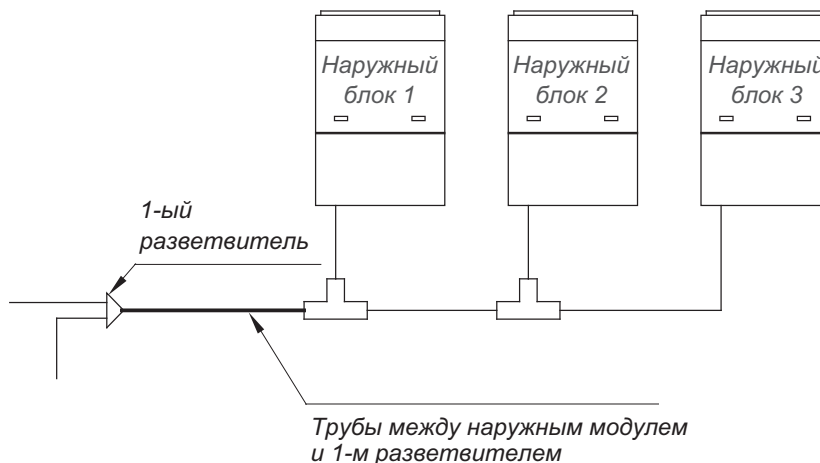 Наружный
блок 1
Наружный
блок 2
Наружный
блок 3
1-ый
разветвитель
Трубы между наружным модулем
и 1-м разветвителем